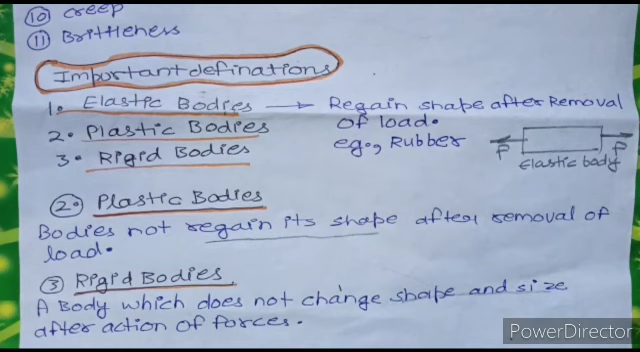 ⑩ creep
⑪ Brittleness
Important definations
1. Elastic Bodies → Regain shape after Removal
of load.
2. Plastic Bodies
eg., Rubber
3. Rigid Bodies
P P
Elastic body
②. Plastic Bodies
Bodies not regain its shape after removal of
load.
③ Rigid Bodies.
A Body which does not change shape and size
after action of forces.
PowerDirector